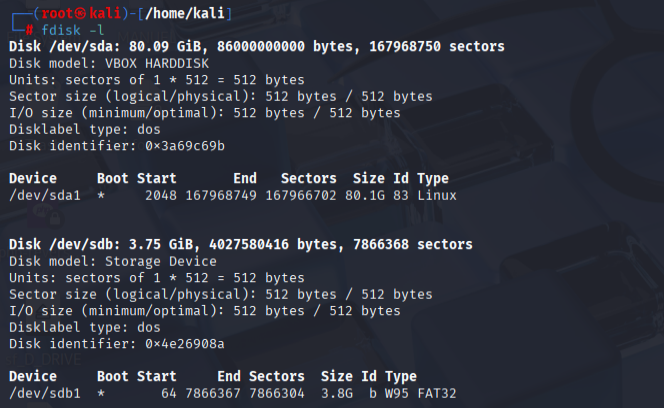 (root㉿kali)-[/home/kali]
# fdisk -l
Disk /dev/sda: 80.09 GiB, 86000000000 bytes, 167968750 sectors
Disk model: VBOX HARDDISK
Units: sectors of 1 * 512 = 512 bytes
Sector size (logical/physical): 512 bytes / 512 bytes
I/O size (minimum/optimal): 512 bytes / 512 bytes
Disklabel type: dos
Disk identifier: 0×3a69c69b
Device     Boot Start       End   Sectors  Size Id Type
/dev/sda1  *     2048 167968749 167966702 80.1G 83 Linux
Disk /dev/sdb: 3.75 GiB, 4027580416 bytes, 7866368 sectors
Disk model: Storage Device
Units: sectors of 1 * 512 = 512 bytes
Sector size (logical/physical): 512 bytes / 512 bytes
I/O size (minimum/optimal): 512 bytes / 512 bytes
Disklabel type: dos
Disk identifier: 0×4e26908a
Device     Boot Start     End Sectors  Size Id Type
/dev/sdb1  *       64 7866367 7866304  3.8G  b W95 FAT32